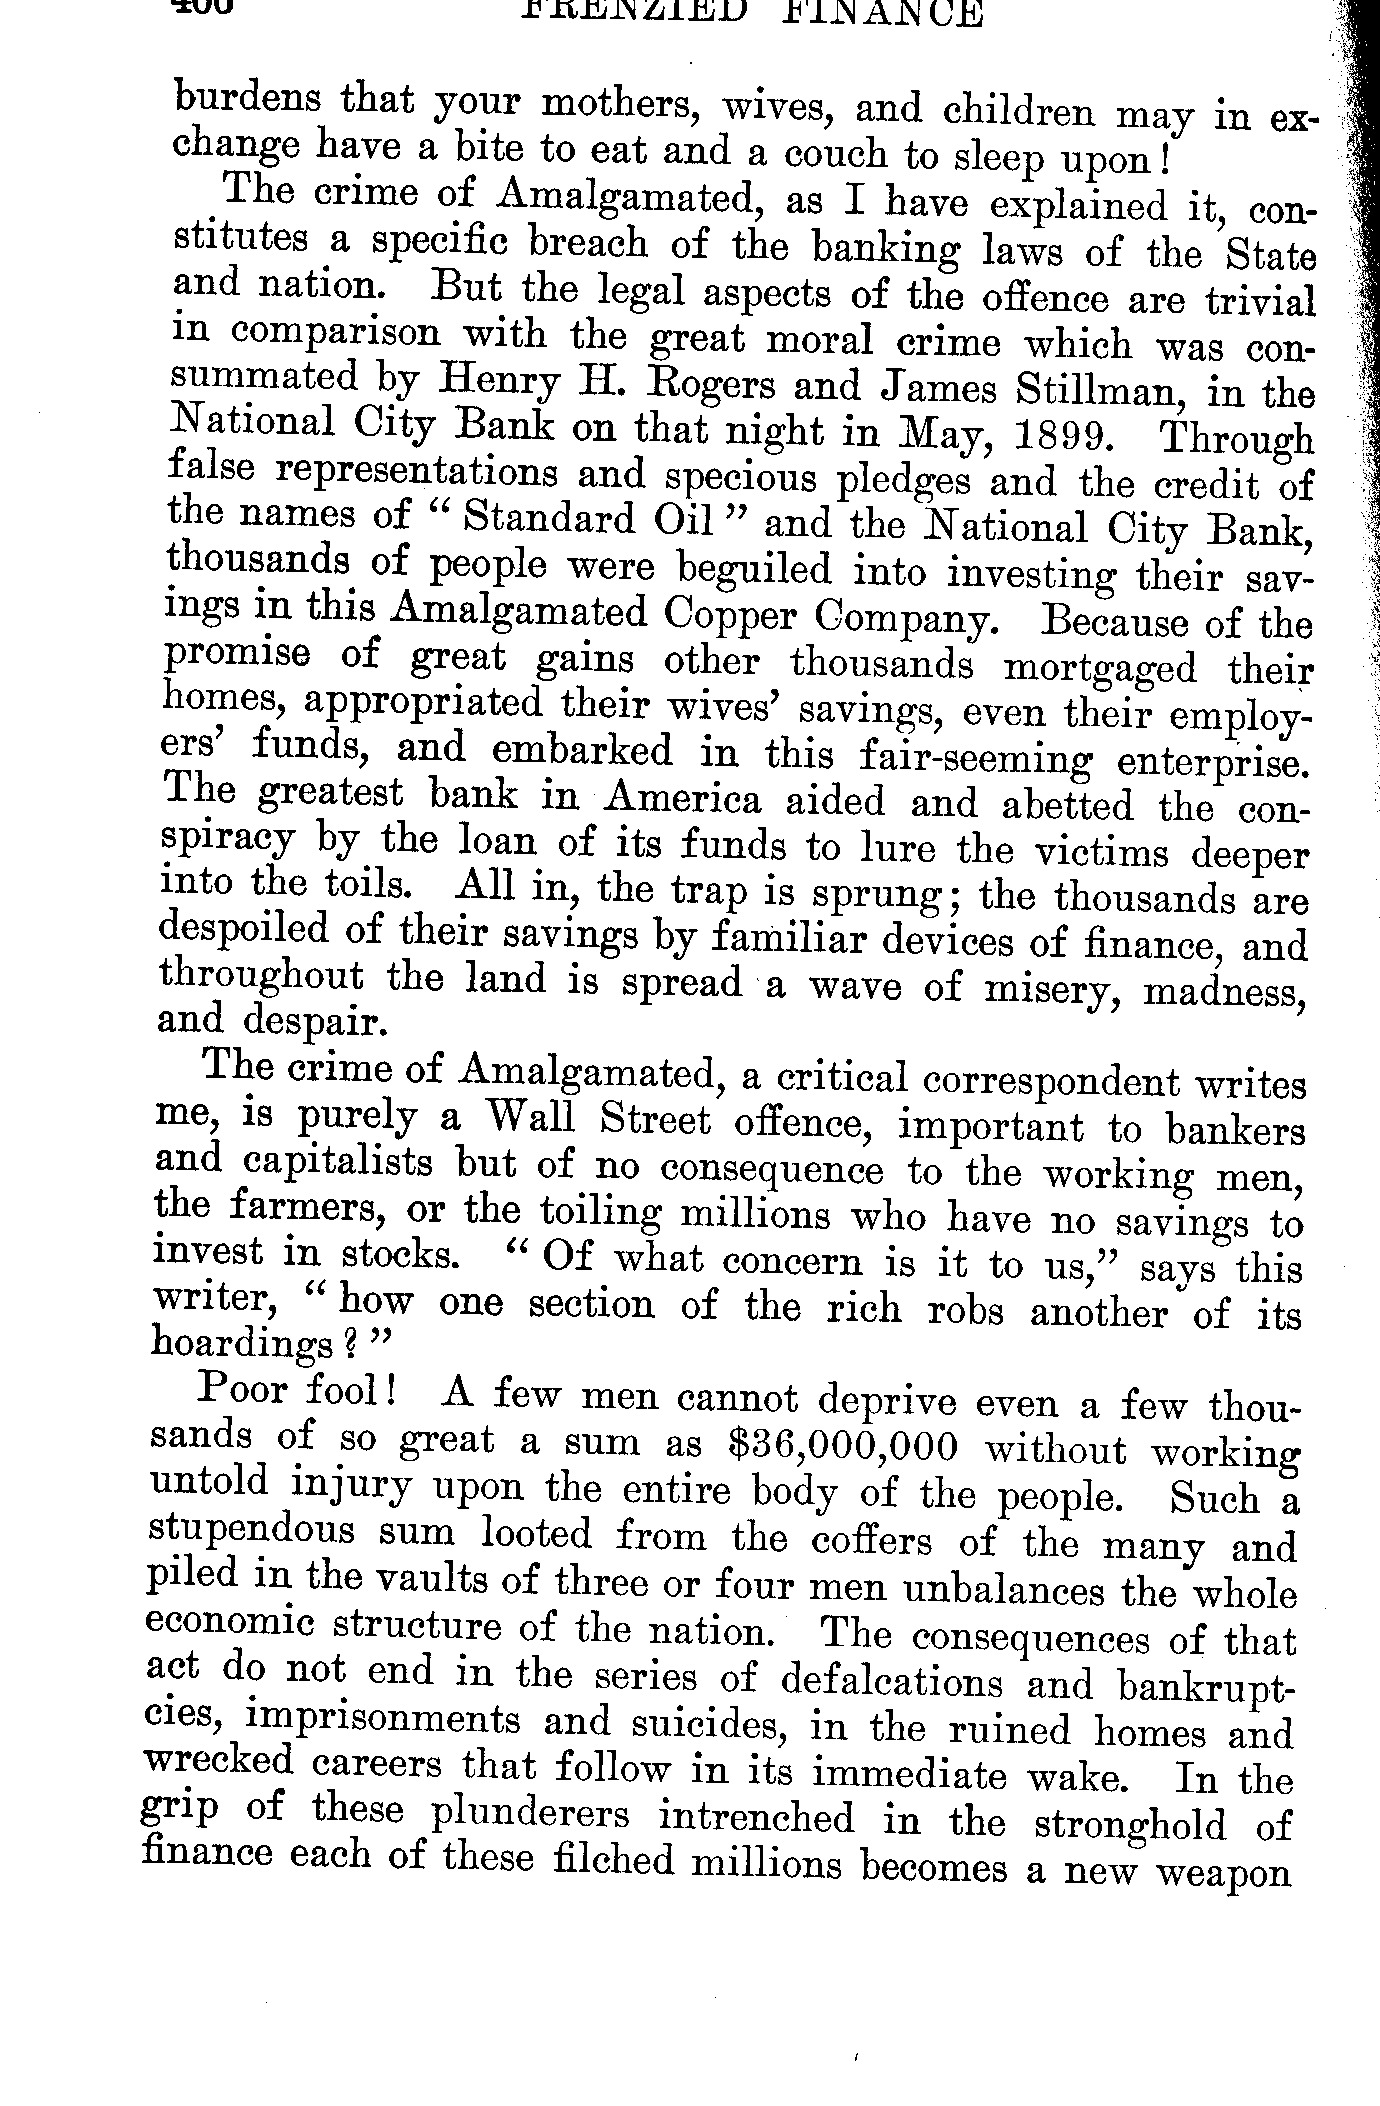 FRENZIED FINANCE
burdens that your mothers, wives, and children may in ex-
change have a bite to eat and a couch to sleep upon!
The crime of Amalgamated, as I have explained it, con-
stitutes a specific breach of the banking laws of the State
and nation. But the legal aspects of the offence are trivial
in comparison with the great moral crime which was con-
summated by Henry H. Rogers and James Stillman, in the
National City Bank on that night in May, 1899. Through
false representations and specious pledges and the credit of
the names of “ Standard Oil ” and the National City Bank,
thousands of people were beguiled into investing their sav-
ings in this Amalgamated Copper Company. Because of the
promise of great gains other thousands mortgaged their
homes, appropriated their wives’ savings, even their employ-
ers’ funds, and embarked in this fair-seeming enterprise.
The greatest bank in America aided and abetted the con-
spiracy by the loan of its funds to lure the victims deeper
into the toils. All in, the trap is sprung; the thousands are
despoiled of their savings by familiar devices of finance, and
throughout the land is spread a wave of misery, madness,
and despair.
The crime of Amalgamated, a critical correspondent writes
me, is purely a Wall Street offence, important to bankers
and capitalists but of no consequence to the working men,
the farmers, or the toiling millions who have no savings to
invest in stocks. “ Of what concern is it to us,” says this
writer, “ how one section of the rich robs another of its
hoardings ? ”
Poor fool! A few men cannot deprive even a few thou-
sands of so great a sum as $36,000,000 without working
untold injury upon the entire body of the people. Such a
stupendous sum looted from the coffers of the many and
piled in the vaults of three or four men unbalances the whole
economic structure of the nation. The consequences of that
act do not end in the series of defalcations and bankrupt-
cies, imprisonments and suicides, in the ruined homes and
wrecked careers that follow in its immediate wake. In the
grip of these plunderers intrenched in the stronghold of
finance each of these filched millions becomes a new weapon